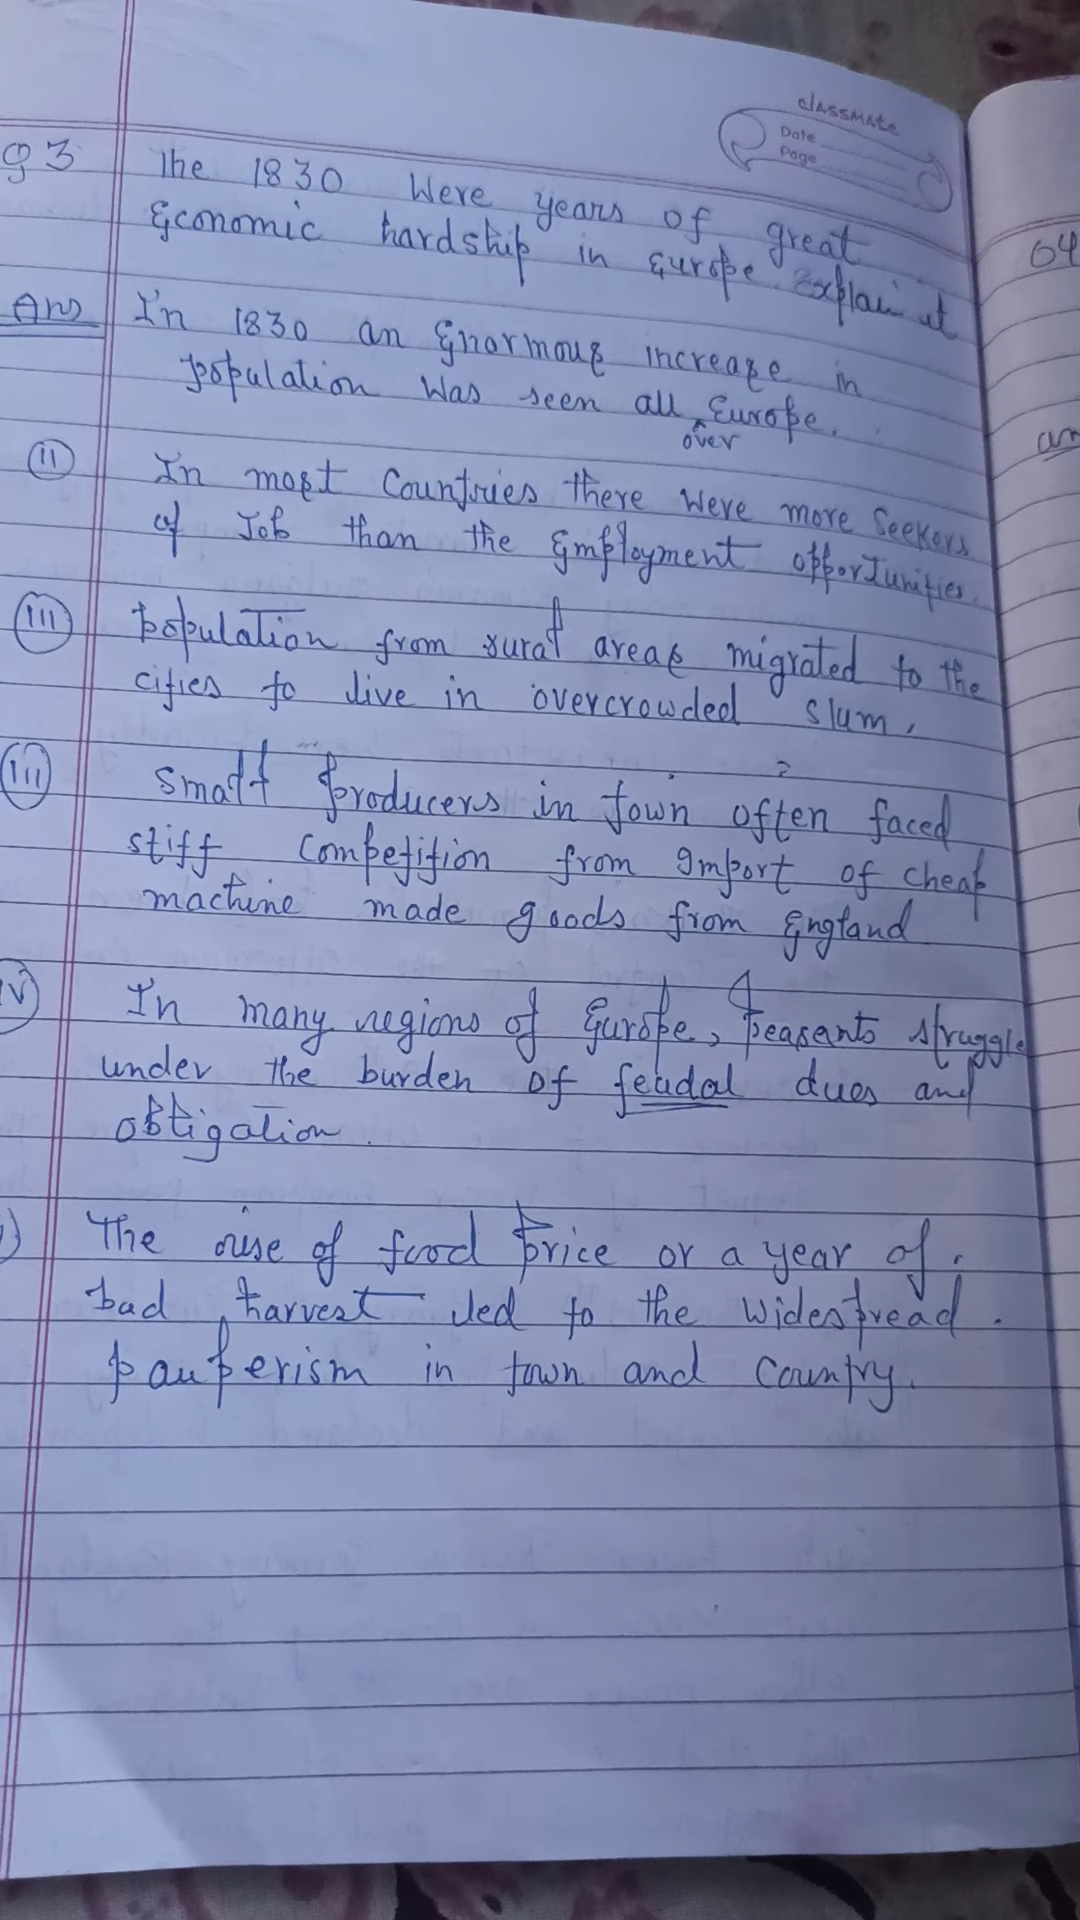 classmate
Date
Page
Q3 The 1830 Were years of great
Economic hardship in Europe explain it
Ans In 1830 an Enormous increase in
population was seen all Europe.
over
(ii) In most Countries there were more Seekers
of Job than the Employment opportunities.
(iii) population from rural areas migrated to the
cities to live in overcrowded slum.
(iii) small producers in town often faced
stiff Competition from Import of cheap
machine made goods from England
In many regions of Europe, peasants struggle
under the burden of feudal dues and
obligation.
The rise of food price or a year of
bad harvest led to the widespread
pauperism in town and country.
04